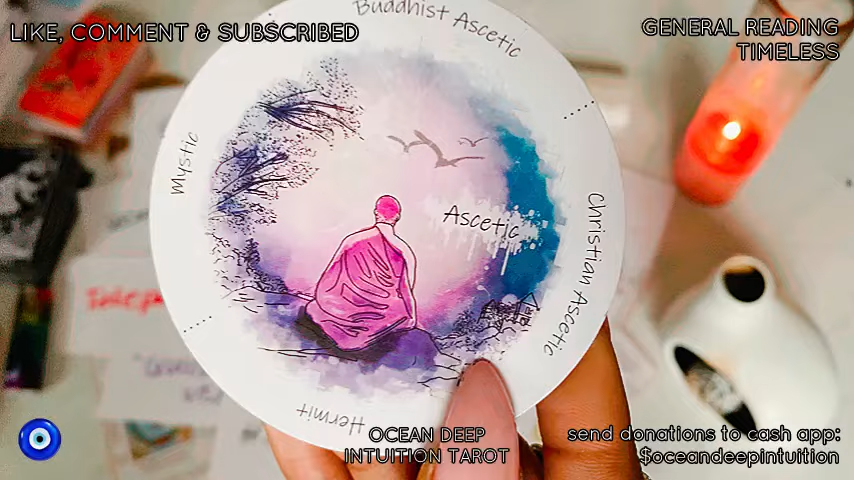 LIKE, COMMENT & SUBSCRIBED
GENERAL READING
TIMELESS
Buddhist Ascetic
Mystic
Ascetic
Christian Ascetic
Hermit
OCEAN DEEP
INTUITION TAROT
send donations to cash app:
$oceandeepintuition